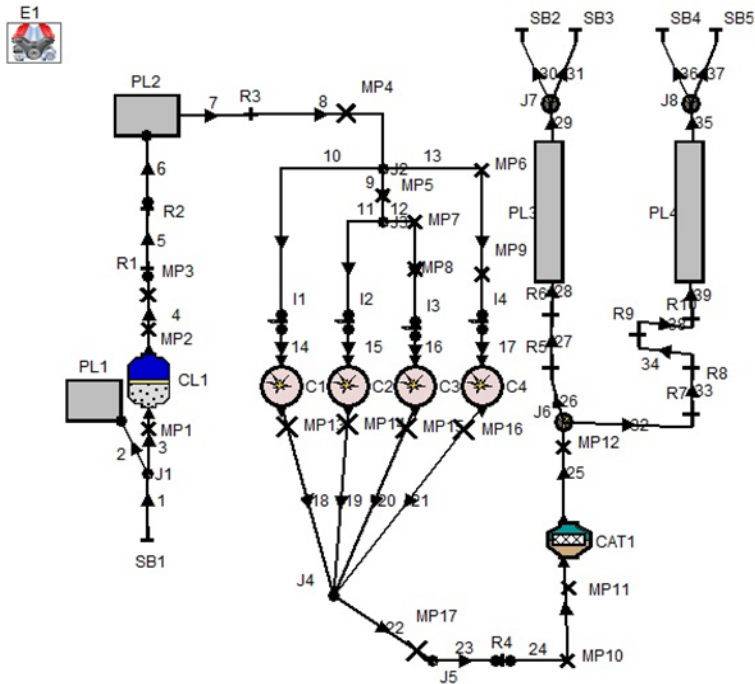 E1
SB2 SB3 SB4 SB5
PL2 MP4
7 R3 8
30 31 36 37
J7 J8
29 35
10 J2 13 MP6
6
9 MP5
11 12 MP7
J3
R2
5
R1 MP3
MP8 MP9
PL3 PL4
4
I1 I2 I3 I4
R6 28 R10 39
R9 38
MP2
14 15 16 17
27
R5 34
PL1 CL1
C1 C2 C3 C4
R8
26 R7 33
MP1
MP13 MP14 MP15 MP16
J6 32
2 3
MP12
J1
25
1
18 19 20 21
SB1
CAT1
J4
MP11
22 MP17
23 R4 24 MP10
J5